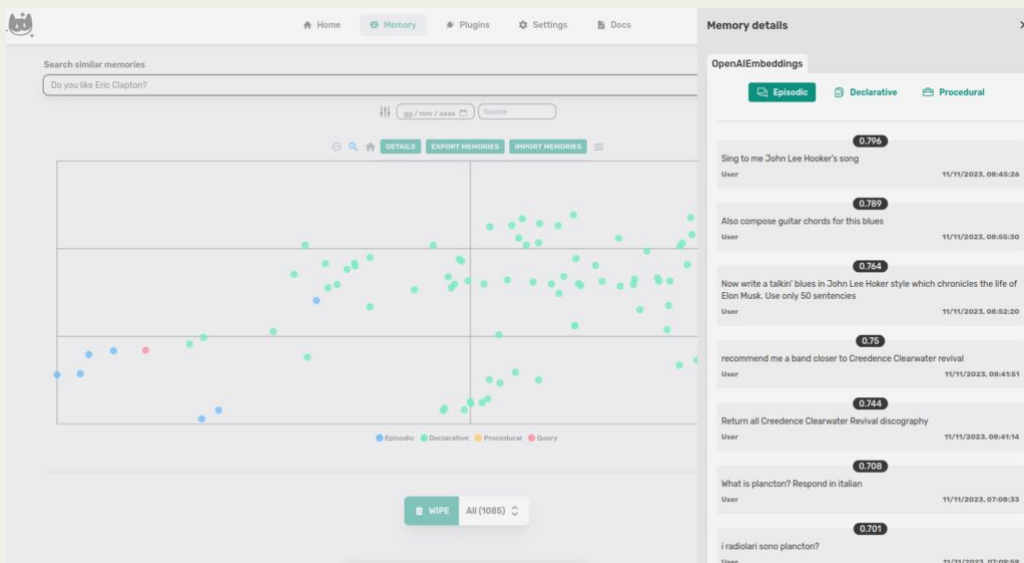 Home
Memory
Plugins
Settings
Docs
Search similar memories
Do you like Eric Clapton?
gg / mm / aaaa
Source
DETAILS
EXPORT MEMORIES
IMPORT MEMORIES
Episodic
Declarative
Procedural
Query
WIPE
All (1085)
Memory details
OpenAIEmbeddings
Episodic
Declarative
Procedural
0.796
Sing to me John Lee Hooker's song
User
11/11/2023, 08:45:26
0.789
Also compose guitar chords for this blues
User
11/11/2023, 08:55:30
0.764
Now write a talkin' blues in John Lee Hoker style which chronicles the life of
Elon Musk. Use only 50 sentencies
User
11/11/2023, 08:52:20
0.75
recommend me a band closer to Creedence Clearwater revival
User
11/11/2023, 08:41:51
0.744
Return all Creedence Clearwater Revival discography
User
11/11/2023, 08:41:14
0.708
What is plancton? Respond in italian
User
11/11/2023, 07:08:33
0.701
i radiolari sono plancton?
User
11/11/2023, 07:09:59